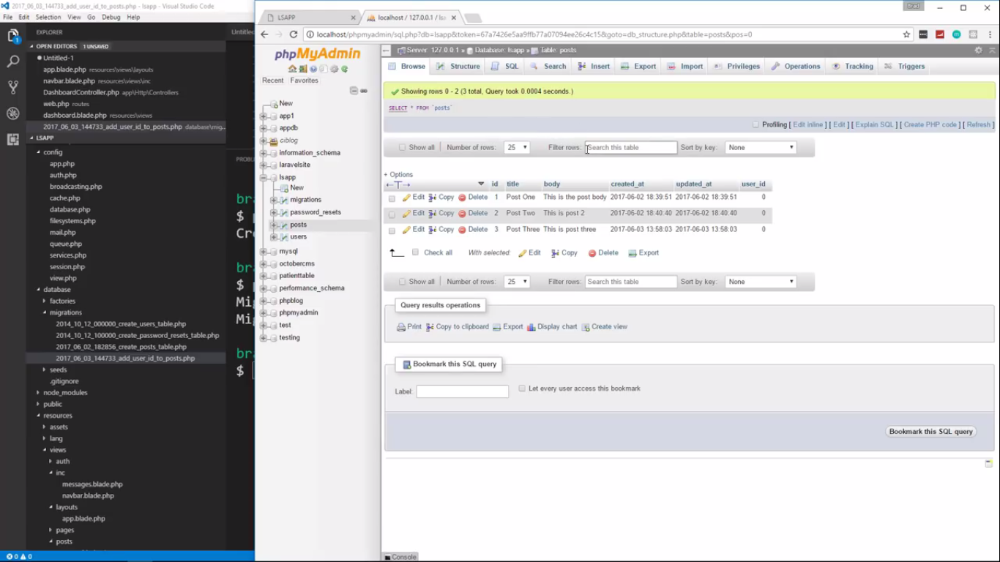 2017_06_03_144733_add_user_id_to_posts.php - lsapp - Visual Studio Code
File Edit Selection View Go Debug Help
EXPLORER
OPEN EDITORS 1 UNSAVED
Untitled-1
app.blade.php resources\views\layouts
navbar.blade.php resources\views\inc
DashboardController.php app\Http\Controllers
web.php routes
dashboard.blade.php resources\views
2017_06_03_144733_add_user_id_to_posts.php database\mig...
LSAPP
config
app.php
auth.php
broadcasting.php
cache.php
database.php
filesystems.php
mail.php
queue.php
services.php
session.php
view.php
database
factories
migrations
2014_10_12_000000_create_users_table.php
2014_10_12_100000_create_password_resets_table.php
2017_06_02_182856_create_posts_table.php
2017_06_03_144733_add_user_id_to_posts.php
seeds
.gitignore
node_modules
public
resources
assets
lang
views
auth
inc
messages.blade.php
navbar.blade.php
layouts
app.blade.php
pages
posts
0 0
Untitled
PROBLEMS
bra
$ p
Cre
bra
$ p
Mig
Mig
bra
$
LSAPP
localhost / 127.0.0.1 / lsa
Brad
localhost/phpmyadmin/sql.php?db=lsapp&token=67a7426e5aa9ffb77a07094ee26c4c15&goto=db_structure.php&table=posts&pos=0
phpMyAdmin
Recent Favorites
New
app1
appdb
ciblog
information_schema
laravelsite
lsapp
New
migrations
password_resets
posts
users
mysql
octobercms
patienttable
performance_schema
phpblog
phpmyadmin
test
testing
Server: 127.0.0.1 » Database: lsapp » Table: posts
Browse Structure SQL Search Insert Export Import Privileges Operations Tracking Triggers
Showing rows 0 - 2 (3 total, Query took 0.0004 seconds.)
SELECT * FROM `posts`
Profiling [ Edit inline ] [ Edit ] [ Explain SQL ] [ Create PHP code ] [ Refresh ]
Show all Number of rows: 25 Filter rows: Search this table Sort by key: None
+ Options
←T→ id title body created_at updated_at user_id
Edit Copy Delete 1 Post One This is the post body 2017-06-02 18:39:51 2017-06-02 18:39:51 0
Edit Copy Delete 2 Post Two This is post 2 2017-06-02 18:40:40 2017-06-02 18:40:40 0
Edit Copy Delete 3 Post Three This is post three 2017-06-03 13:58:03 2017-06-03 13:58:03 0
Check all With selected: Edit Copy Delete Export
Show all Number of rows: 25 Filter rows: Search this table Sort by key: None
Query results operations
Print Copy to clipboard Export Display chart Create view
Bookmark this SQL query
Label: Let every user access this bookmark
Bookmark this SQL query
Console